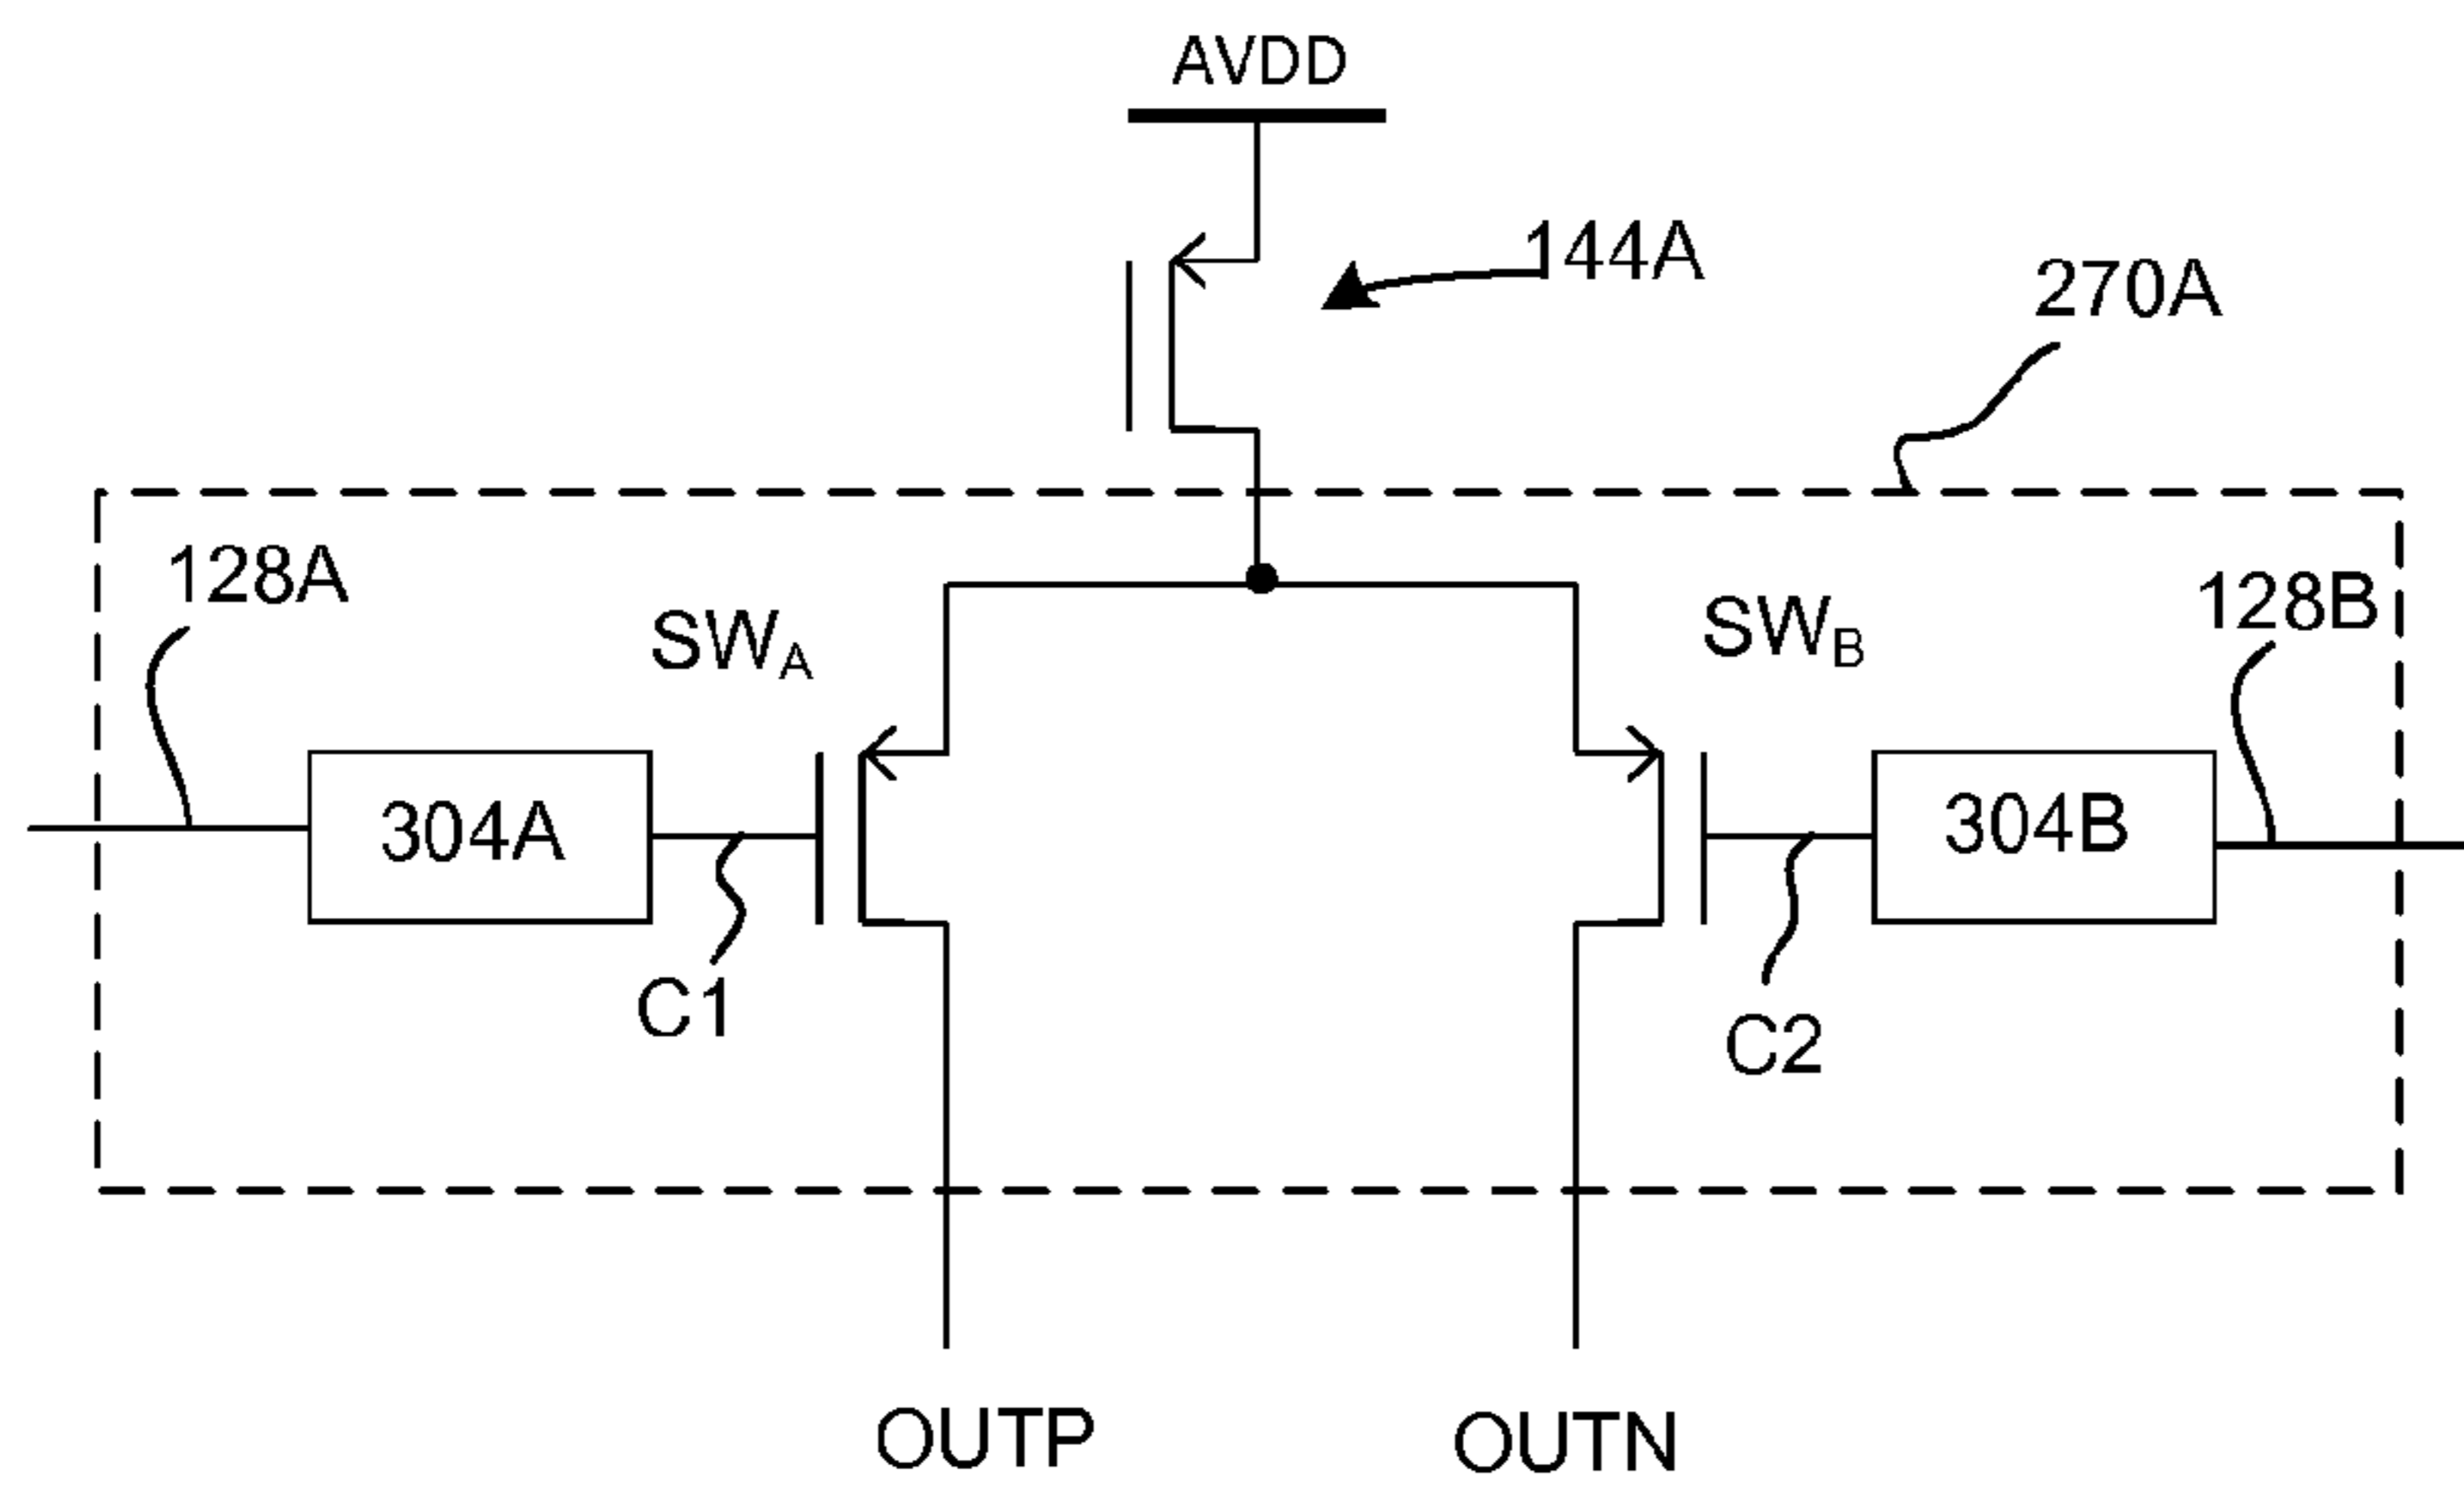 AVDD
144A
270A
128A
SWA
SWB
128B
304A
304B
C1
C2
OUTP
OUTN